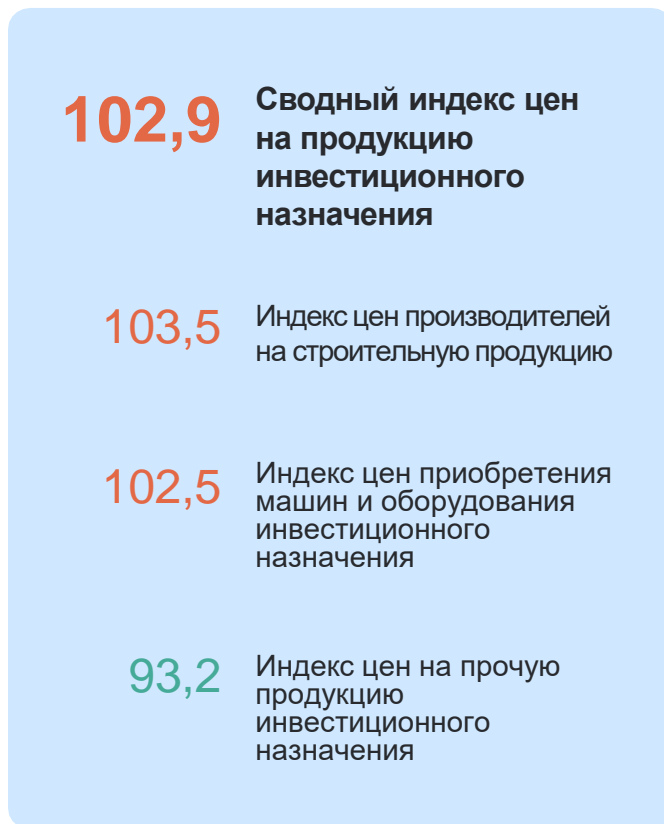 102,9
Сводный индекс цен
на продукцию
инвестиционного
назначения
103,5
Индекс цен производителей
на строительную продукцию
102,5
Индекс цен приобретения
машин и оборудования
инвестиционного
назначения
93,2
Индекс цен на прочую
продукцию
инвестиционного
назначения